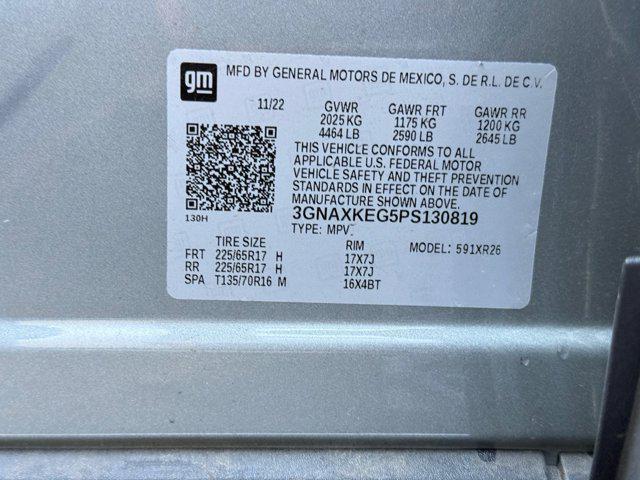 gm
MFD BY GENERAL MOTORS DE MEXICO, S. DE R.L. DE C.V.
11/22 GVWR GAWR FRT GAWR RR
2025 KG 1175 KG 1200 KG
4464 LB 2590 LB 2645 LB
THIS VEHICLE CONFORMS TO ALL
APPLICABLE U.S. FEDERAL MOTOR
VEHICLE SAFETY AND THEFT PREVENTION
STANDARDS IN EFFECT ON THE DATE OF
MANUFACTURE SHOWN ABOVE.
3GNAXKEG5PS130819
130H
TYPE: MPV
TIRE SIZE RIM MODEL: 591XR26
FRT 225/65R17 H 17X7J
RR 225/65R17 H 17X7J
SPA T135/70R16 M 16X4BT